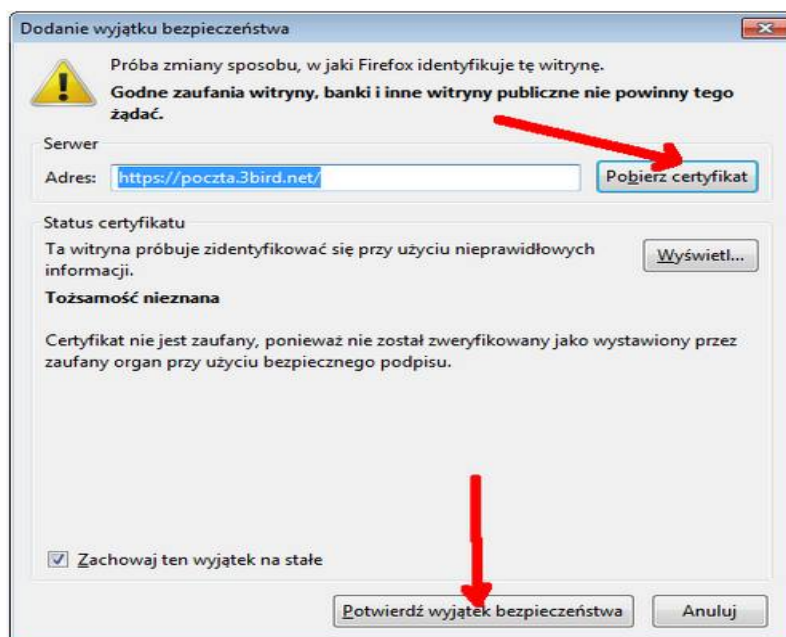 Dodanie wyjątku bezpieczeństwa
Próba zmiany sposobu, w jaki Firefox identyfikuje tę witrynę.
Godne zaufania witryny, banki i inne witryny publiczne nie powinny tego
żądać.
Serwer
Adres: https://poczta.3bird.net/ Pobierz certyfikat
Status certyfikatu
Ta witryna próbuje zidentyfikować się przy użyciu nieprawidłowych
informacji.
Wyświetl...
Tożsamość nieznana
Certyfikat nie jest zaufany, ponieważ nie został zweryfikowany jako wystawiony przez
zaufany organ przy użyciu bezpiecznego podpisu.
Zachowaj ten wyjątek na stałe
Potwierdź wyjątek bezpieczeństwa Anuluj